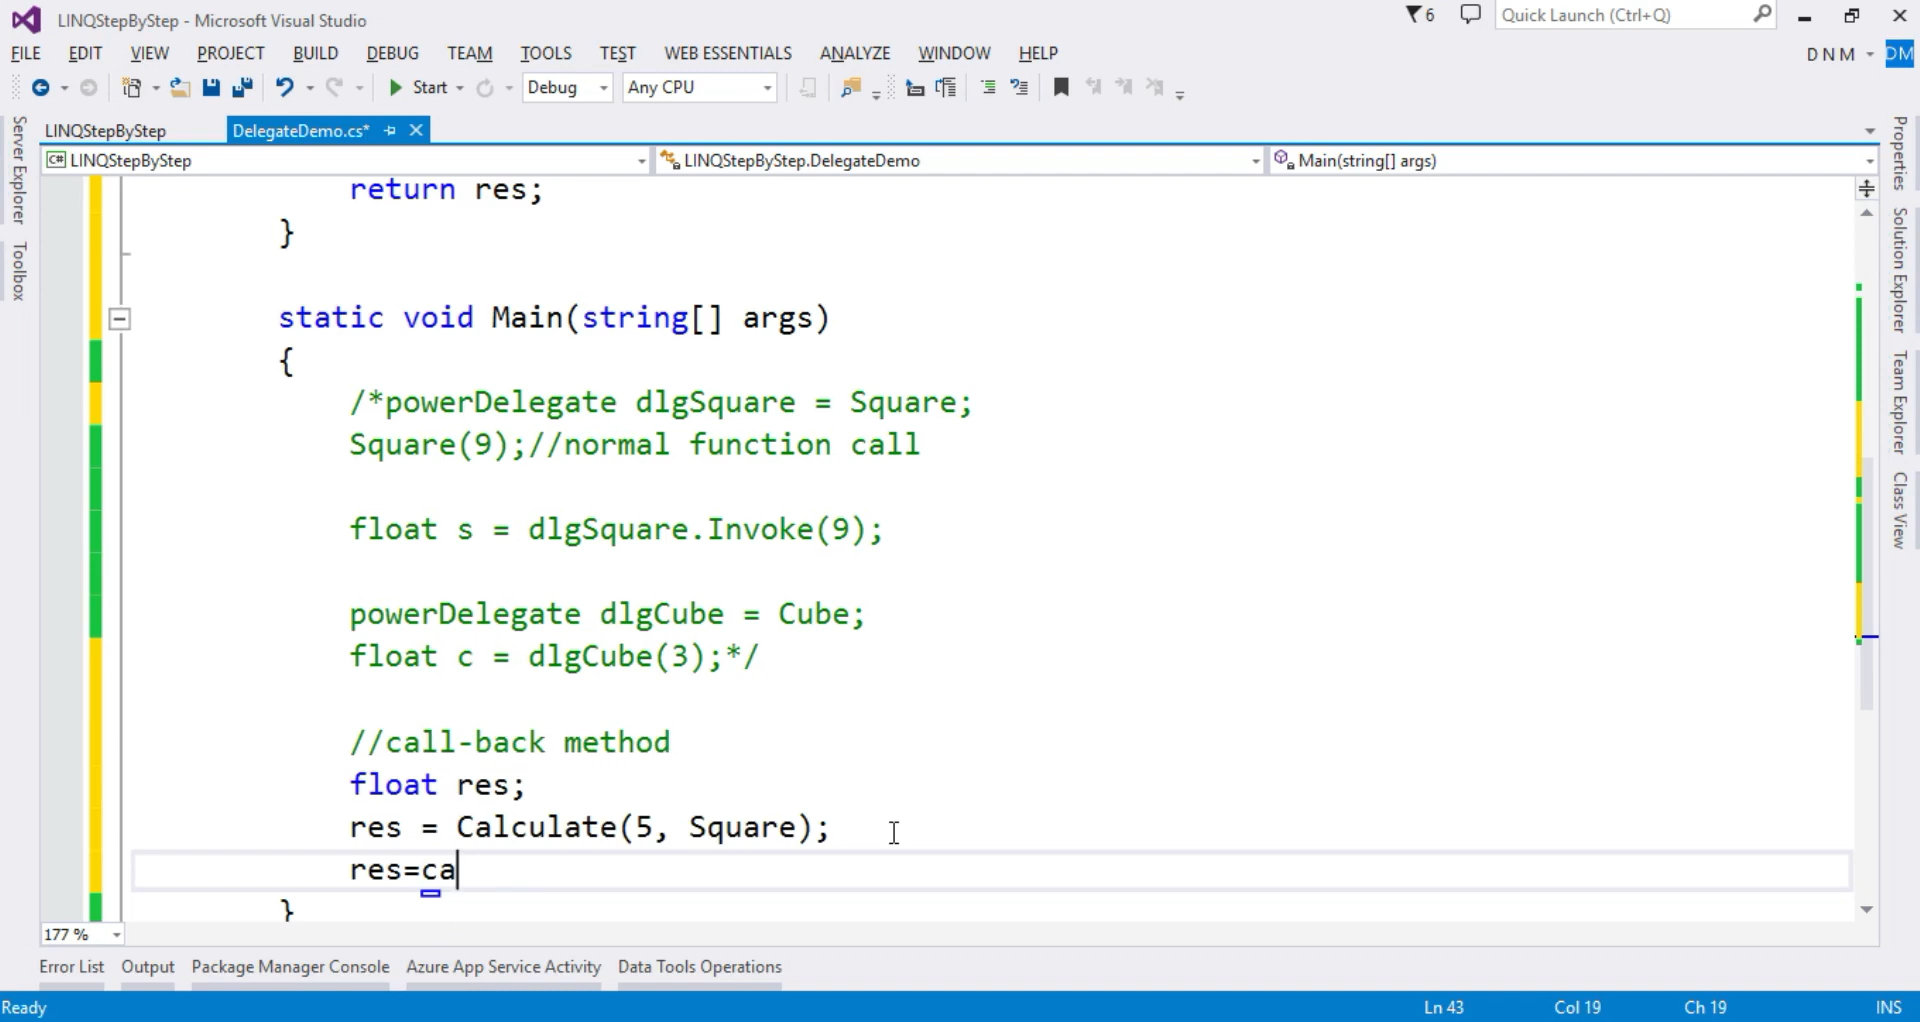 LINQStepByStep - Microsoft Visual Studio
6
Quick Launch (Ctrl+Q)
FILE EDIT VIEW PROJECT BUILD DEBUG TEAM TOOLS TEST WEB ESSENTIALS ANALYZE WINDOW HELP
D N M DM
Start Debug Any CPU
LINQStepByStep DelegateDemo.cs*
C# LINQStepByStep LINQStepByStep.DelegateDemo Main(string[] args)
Server Explorer
Toolbox
return res;
}
static void Main(string[] args)
{
/*powerDelegate dlgSquare = Square;
Square(9);//normal function call
float s = dlgSquare.Invoke(9);
powerDelegate dlgCube = Cube;
float c = dlgCube(3);*/
//call-back method
float res;
res = Calculate(5, Square);
res=ca
}
Properties
Solution Explorer
Team Explorer
Class View
177 %
Error List Output Package Manager Console Azure App Service Activity Data Tools Operations
Ready Ln 43 Col 19 Ch 19 INS